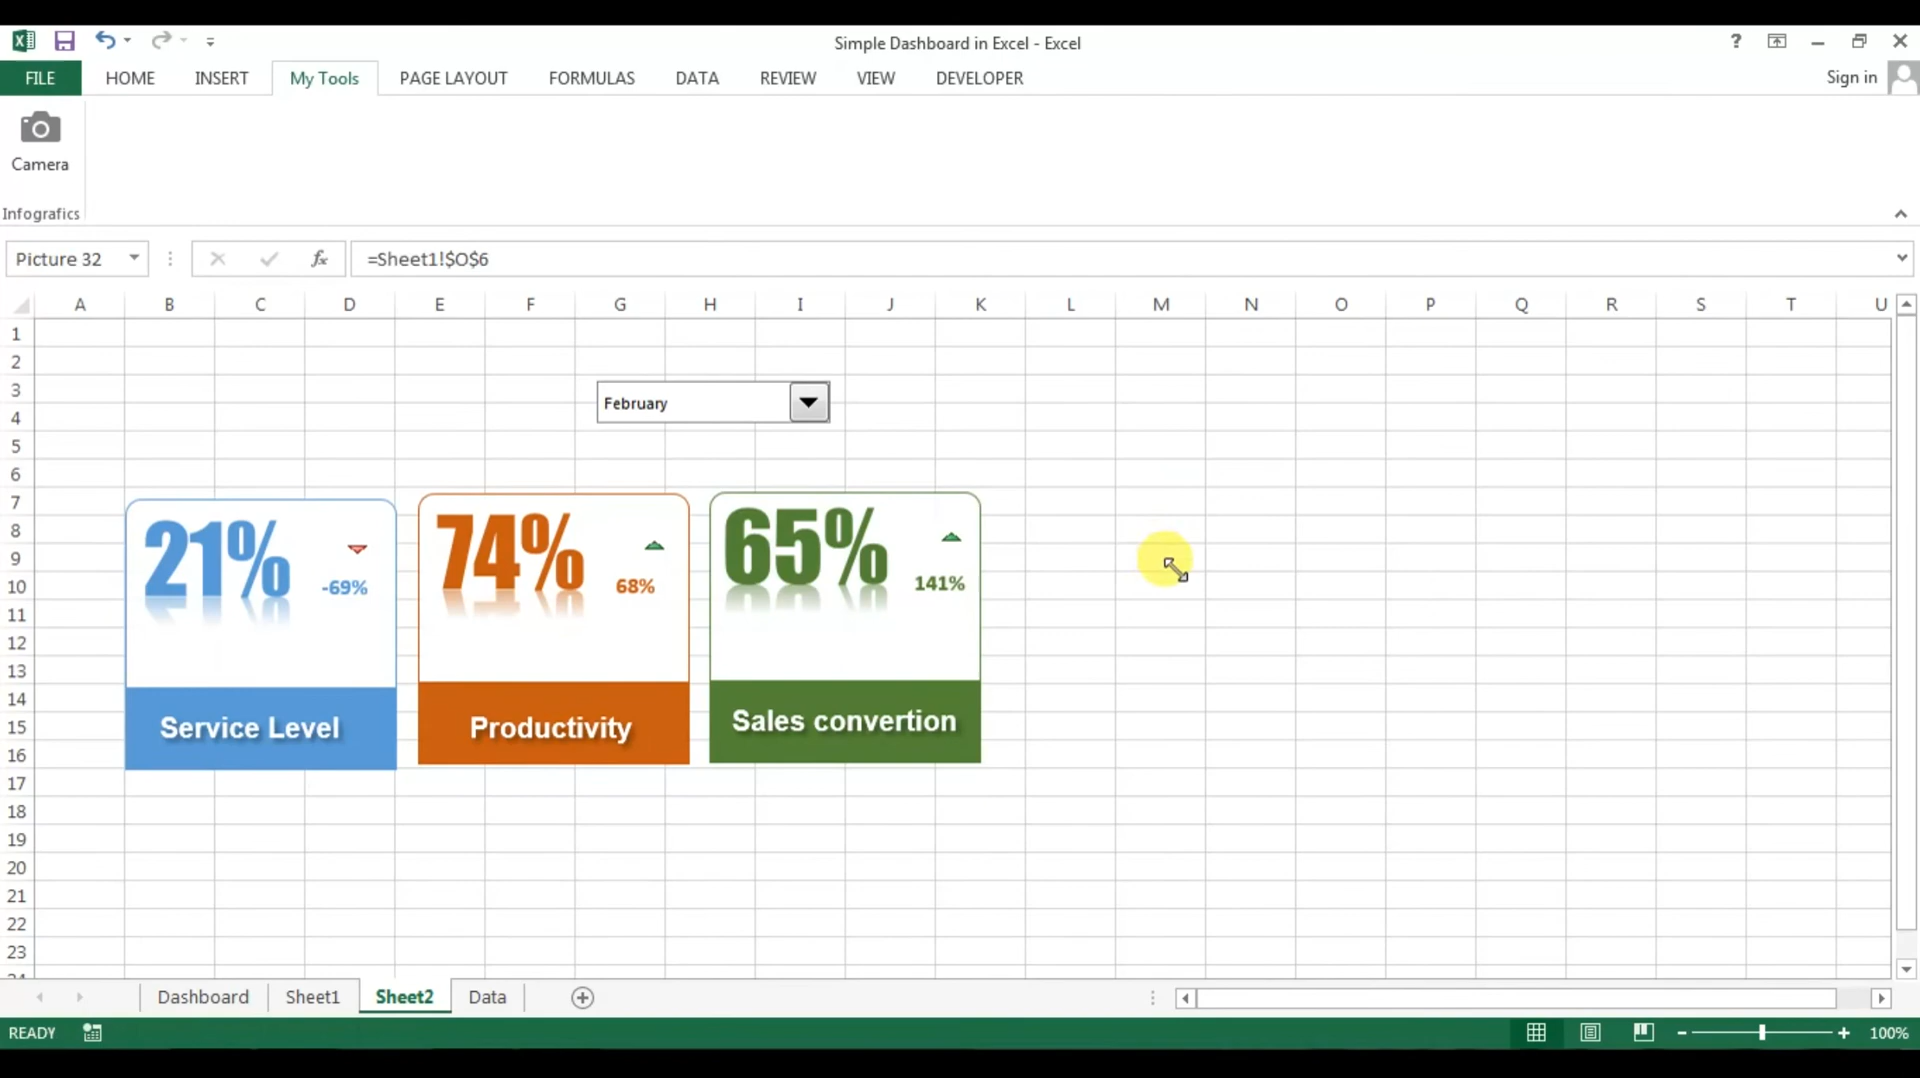 Simple Dashboard in Excel - Excel
?
FILE HOME INSERT My Tools PAGE LAYOUT FORMULAS DATA REVIEW VIEW DEVELOPER Sign in
Camera
Infografics
Picture 32 fx =Sheet1!$O$6
A B C D E F G H I J K L M N O P Q R S T U
1
2
3
February
4
5
6
7
8
9
10
11
12
13
14
15
16
17
18
19
20
21
22
23
24
21%
-69%
Service Level
74%
68%
Productivity
65%
141%
Sales convertion
Dashboard Sheet1 Sheet2 Data
READY 100%